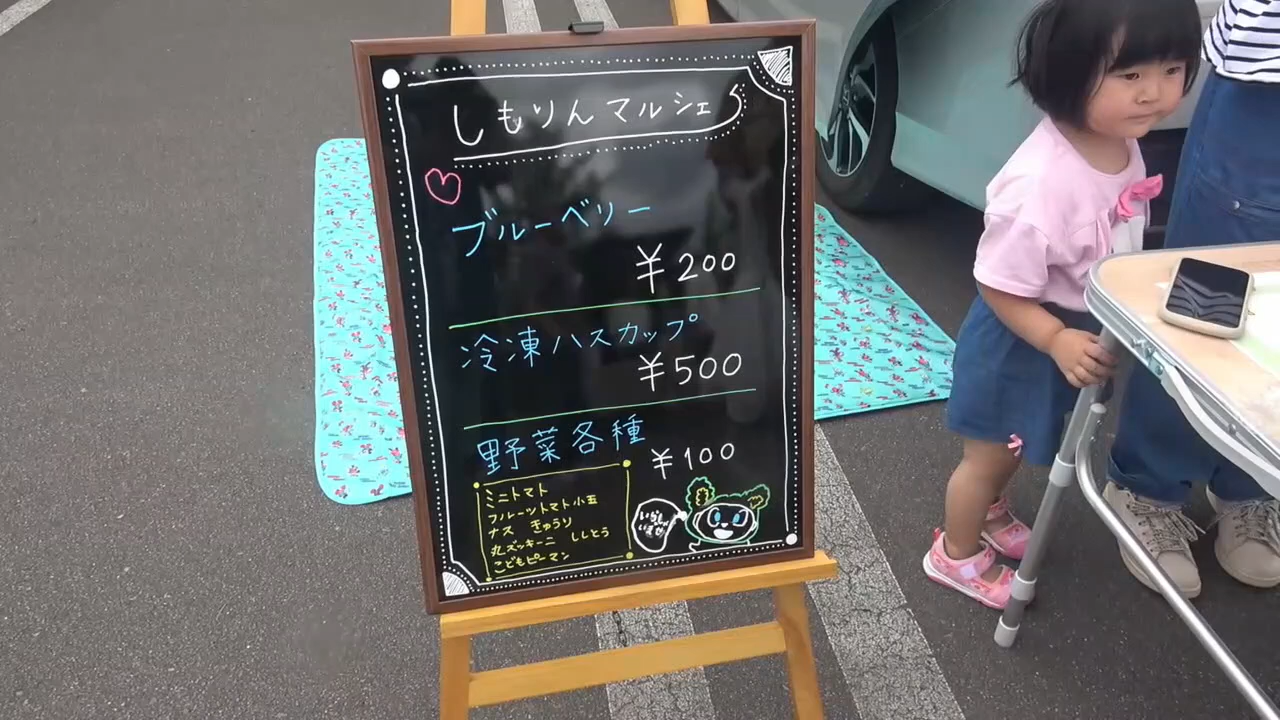 しもりんマルシェ
ブルーベリー
¥200
冷凍ハスカップ
¥500
野菜各種
¥100
ミニトマト
フルーツトマト小玉
ナス きゅうり
丸ズッキーニ ししとう
こどもピーマン